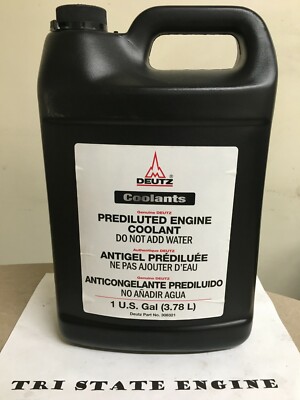 DEUTZ®
Coolants
Genuine DEUTZ
PREDILUTED ENGINE
COOLANT
DO NOT ADD WATER
Authentique DEUTZ
ANTIGEL PRÉDILUÉE
NE PAS AJOUTER D'EAU
Genuino DEUTZ
ANTICONGELANTE PREDILUIDO
NO AÑADIR AGUA
1 U.S. Gal (3.78 L)
TRI STATE ENGINE